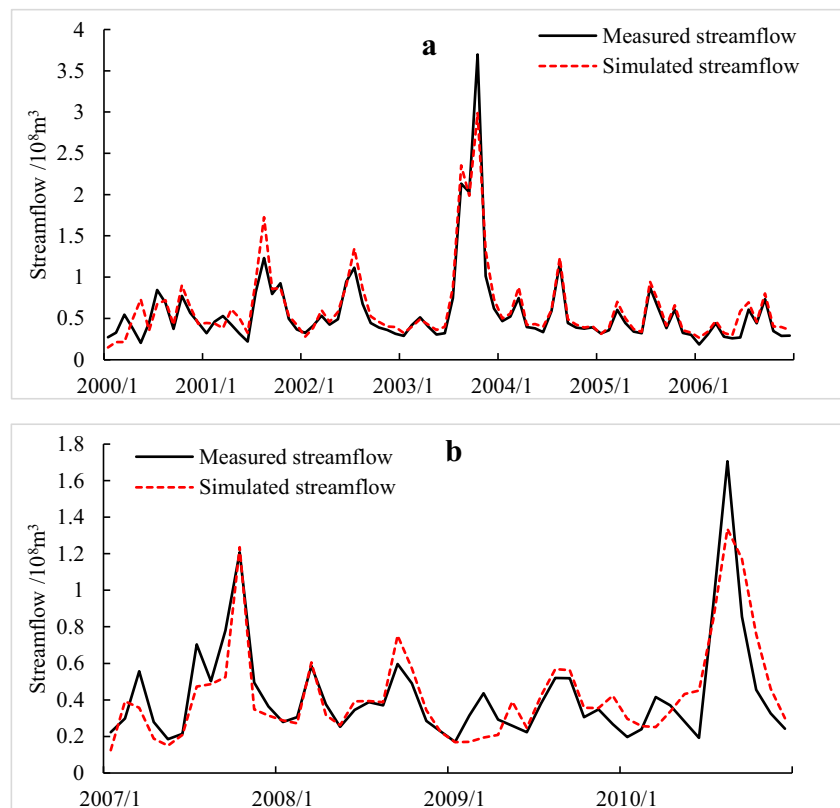 a
Measured streamflow
Simulated streamflow
Streamflow /10⁸m³
4
3.5
3
2.5
2
1.5
1
0.5
0
2000/1 2001/1 2002/1 2003/1 2004/1 2005/1 2006/1
b
Measured streamflow
Simulated streamflow
Streamflow /10⁸m³
1.8
1.6
1.4
1.2
1
0.8
0.6
0.4
0.2
0
2007/1 2008/1 2009/1 2010/1